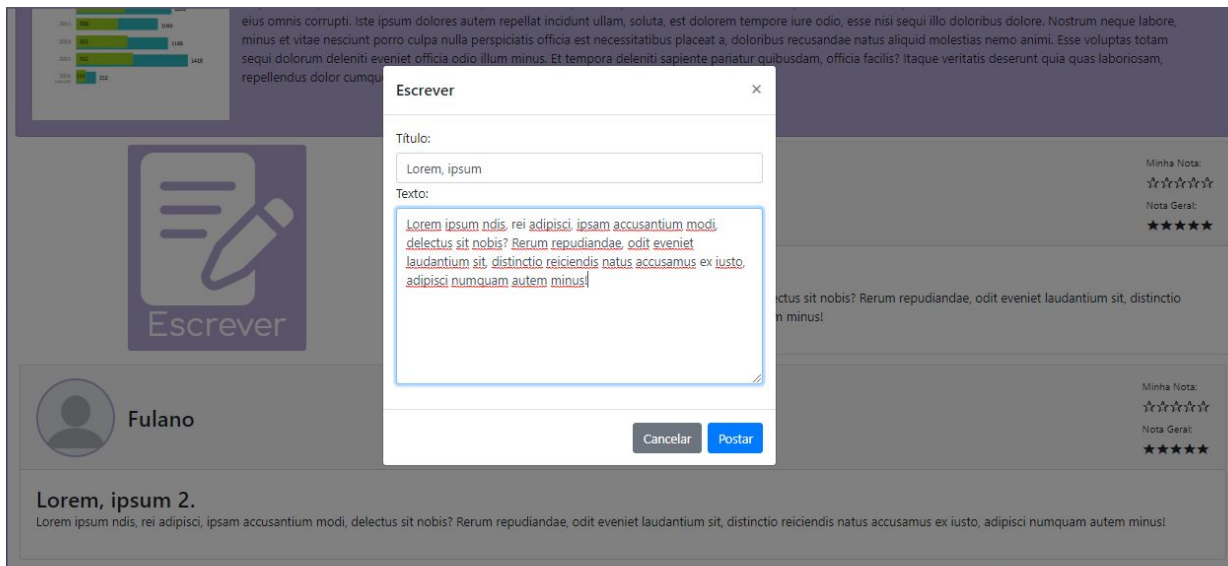 eius omnis corrupti. Iste ipsum dolores autem repellat incidunt ullam, soluta, est dolorem tempore iure odio, esse nisi sequi illo doloribus dolore. Nostrum neque labore,
minus et vitae nesciunt porro culpa nulla perspiciatis officia est necessitatibus placeat a, doloribus recusandae natus aliquid molestias nemo animi. Esse voluptas totam
sequi dolorum deleniti eveniet officia odio illum minus. Et tempora deleniti sapiente pariatur quibusdam, officia facilis? Itaque veritatis deserunt quia quas laboriosam,
repellendus dolor cumqu
Escrever ×
Título:
Lorem, ipsum
Texto:
Lorem ipsum ndis, rei adipisci, ipsam accusantium modi,
delectus sit nobis? Rerum repudiandae, odit eveniet
laudantium sit, distinctio reiciendis natus accusamus ex iusto,
adipisci numquam autem minus!
Cancelar Postar
Escrever
Minha Nota:
Nota Geral:
ctus sit nobis? Rerum repudiandae, odit eveniet laudantium sit, distinctio
minus!
Fulano
Minha Nota:
Nota Geral:
Lorem, ipsum 2.
Lorem ipsum ndis, rei adipisci, ipsam accusantium modi, delectus sit nobis? Rerum repudiandae, odit eveniet laudantium sit, distinctio reiciendis natus accusamus ex iusto, adipisci numquam autem minus!